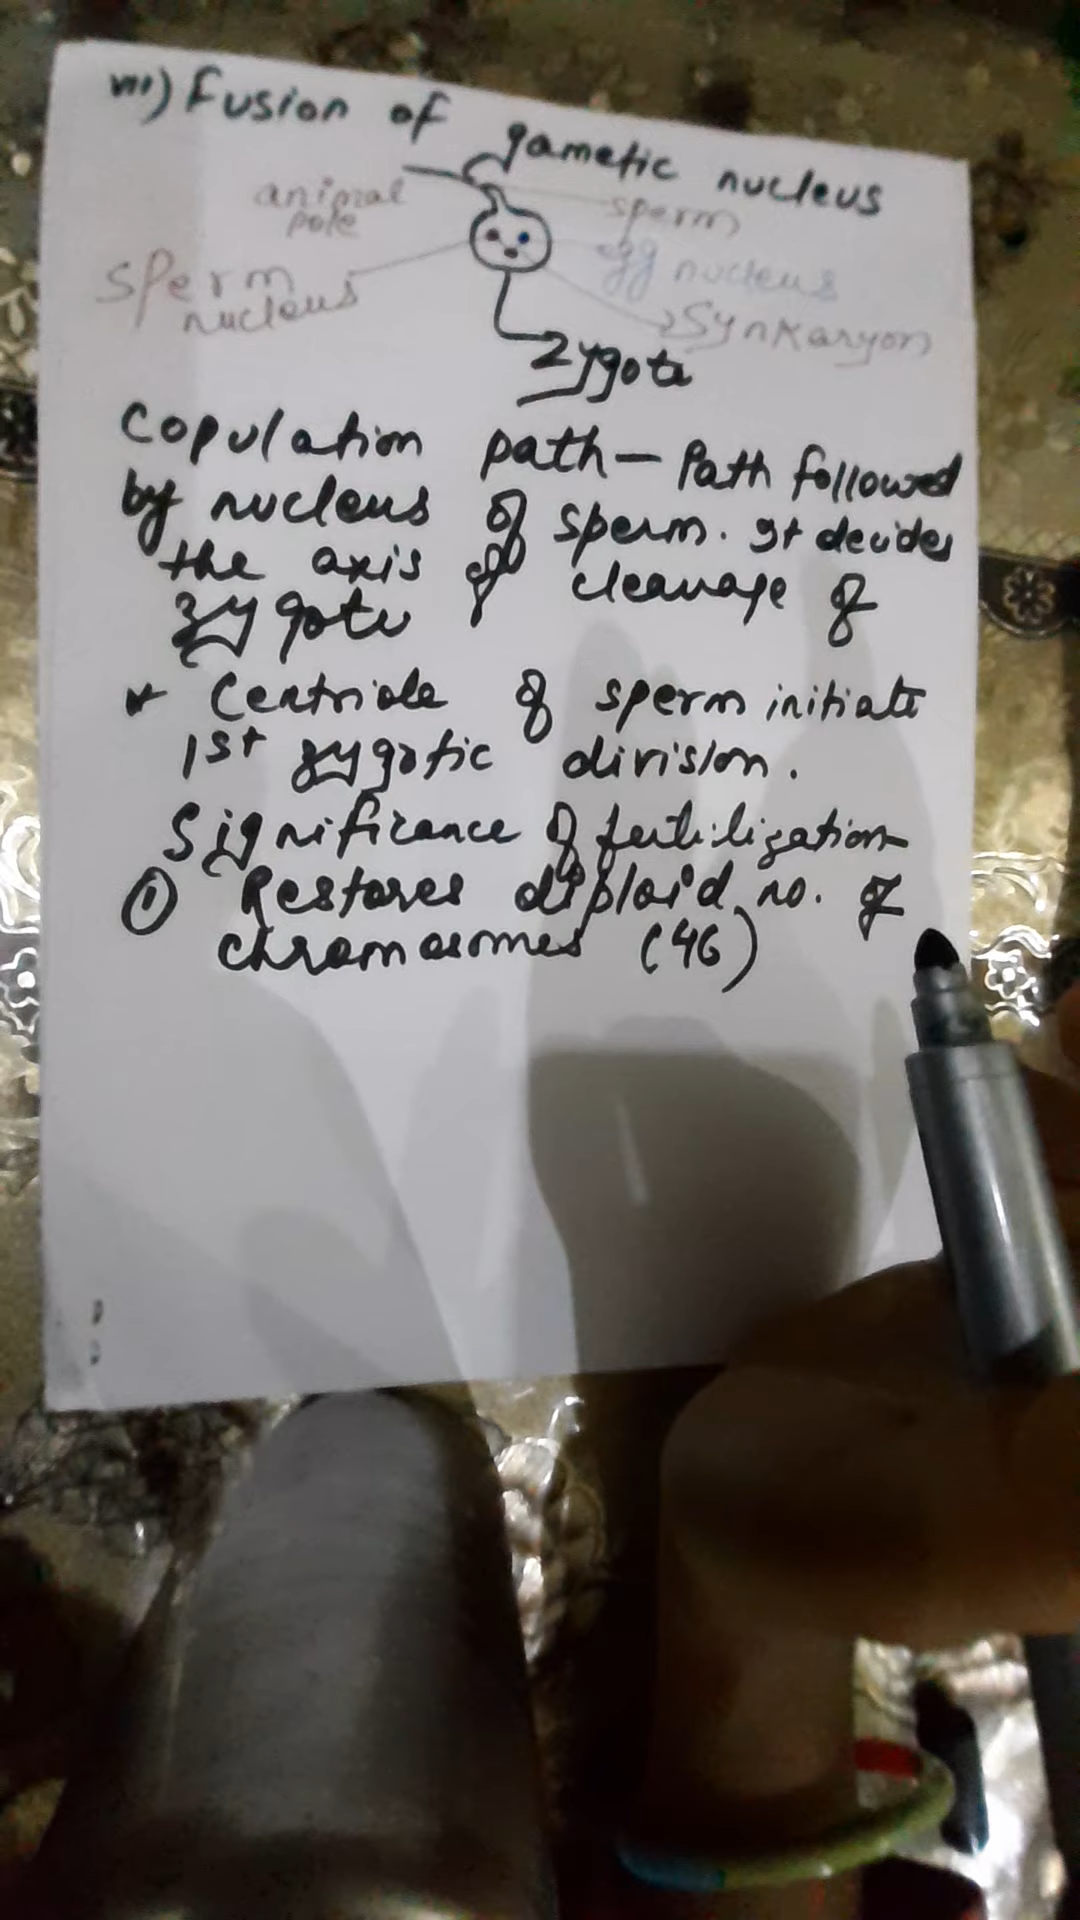 VIII) Fusion of gametic nucleus
animal
pole
sperm
egg nucleus
Sperm
nucleus
Synkaryon
Zygote
Copulation path – Path followed
by nucleus of sperm. It decides
the axis of cleavage of
zygote
* Centriole of sperm initiate
1st zygotic division.
Significance of fertilization-
① Restores diploid no. of
chromosomes (46)